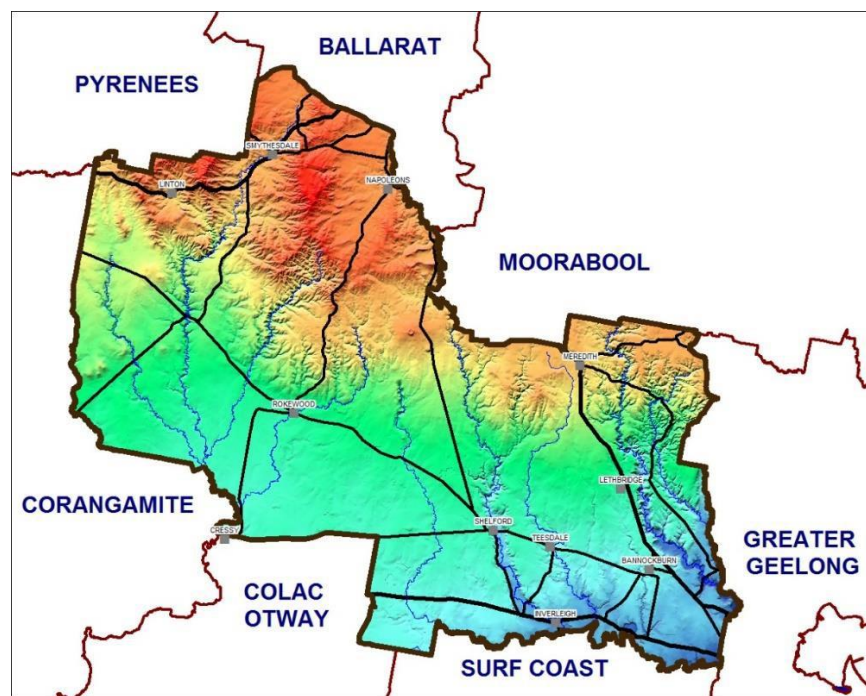 BALLARAT
PYRENEES
SMYTHESDALE
LINTON
NAPOLEONS
MOORABOOL
MEREDITH
ROKEWOOD
LETHBRIDGE
CORANGAMITE
SHELFORD
CRESSY
TEESDALE
GREATER
GEELONG
BANNOCKBURN
COLAC
OTWAY
INVERLEIGH
SURF COAST